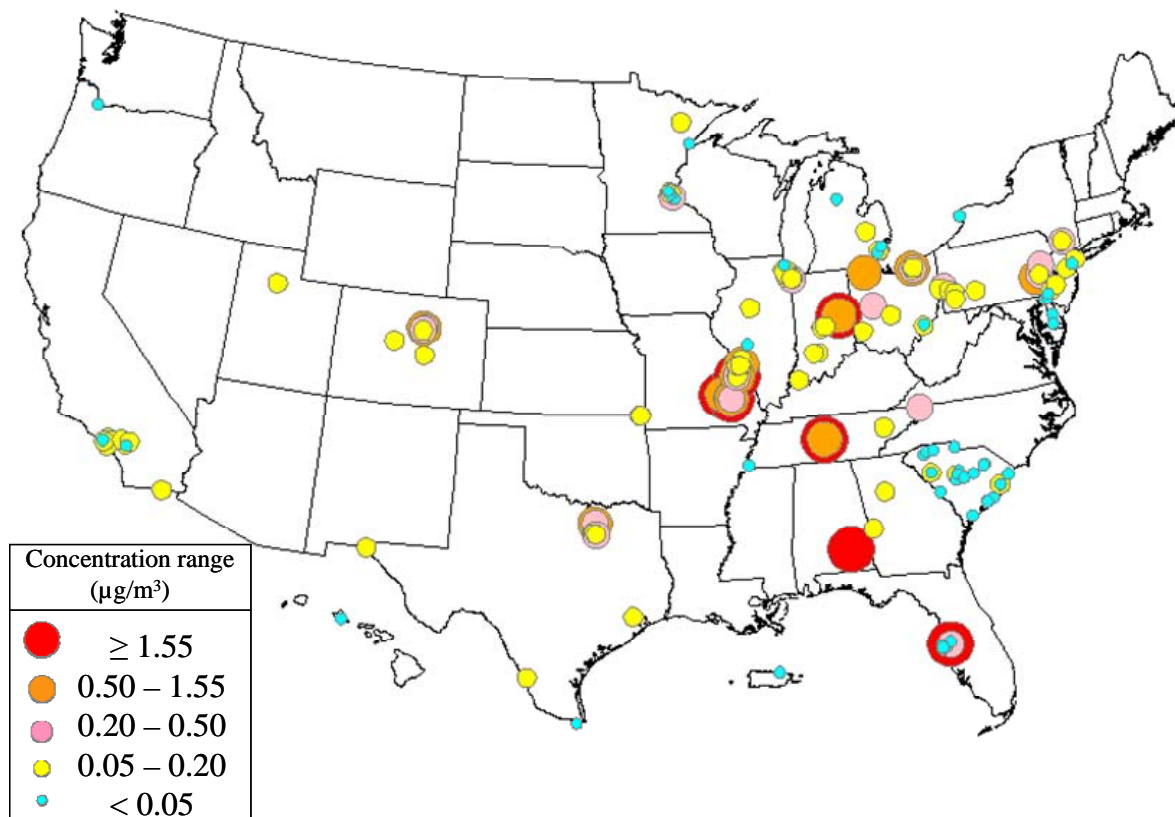 Concentration range
(µg/m³)
≥ 1.55
0.50 – 1.55
0.20 – 0.50
0.05 – 0.20
< 0.05